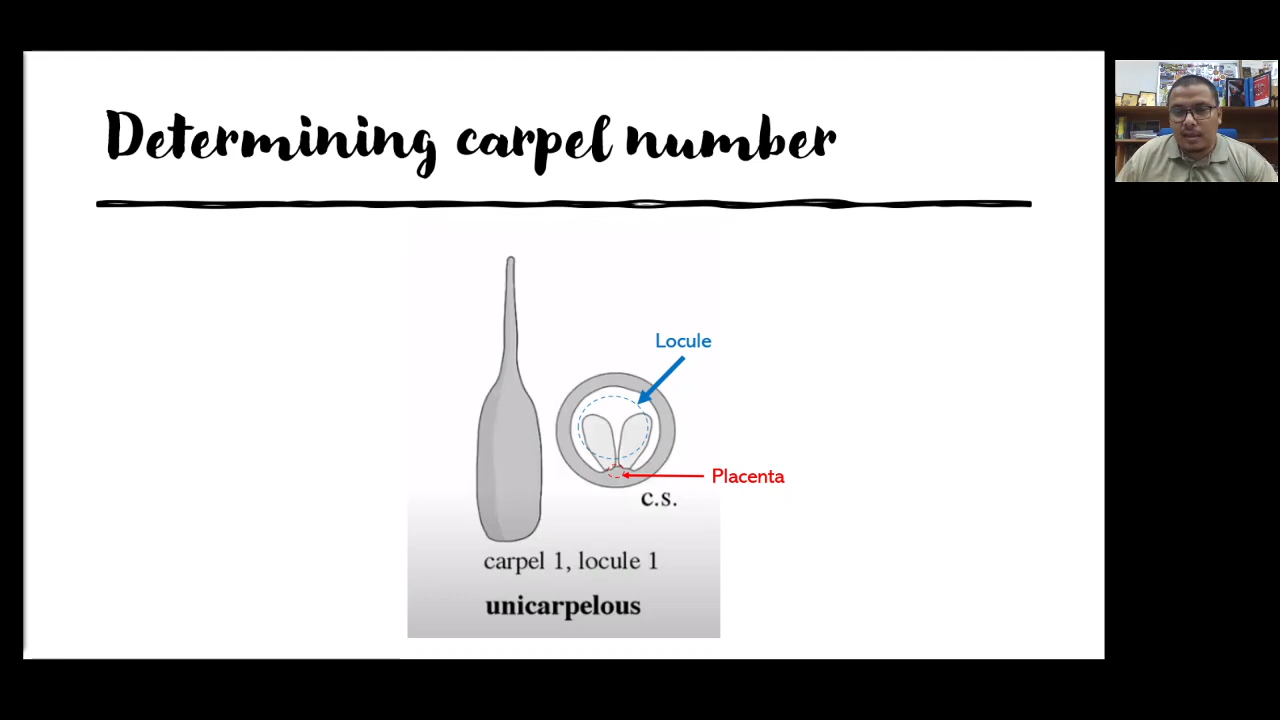 Determining carpel number
Locule
Placenta
c.s.
carpel 1, locule 1
unicarpelous